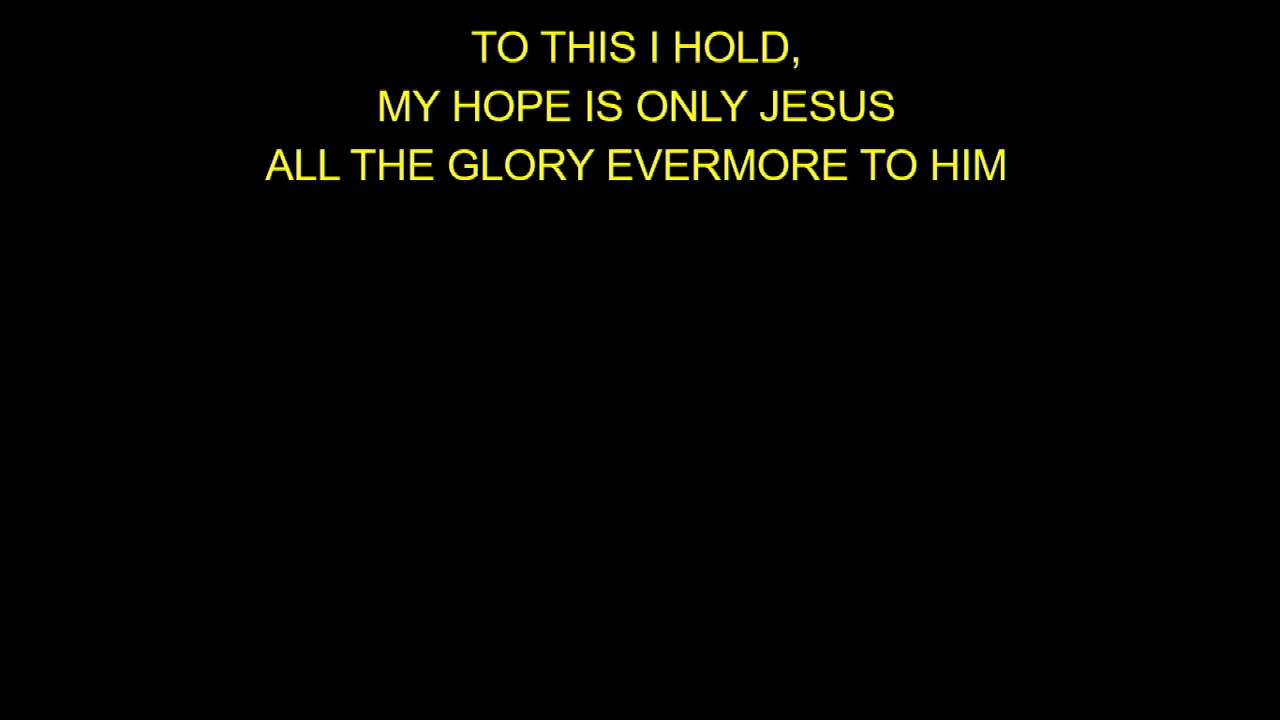 TO THIS I HOLD,
MY HOPE IS ONLY JESUS
ALL THE GLORY EVERMORE TO HIM